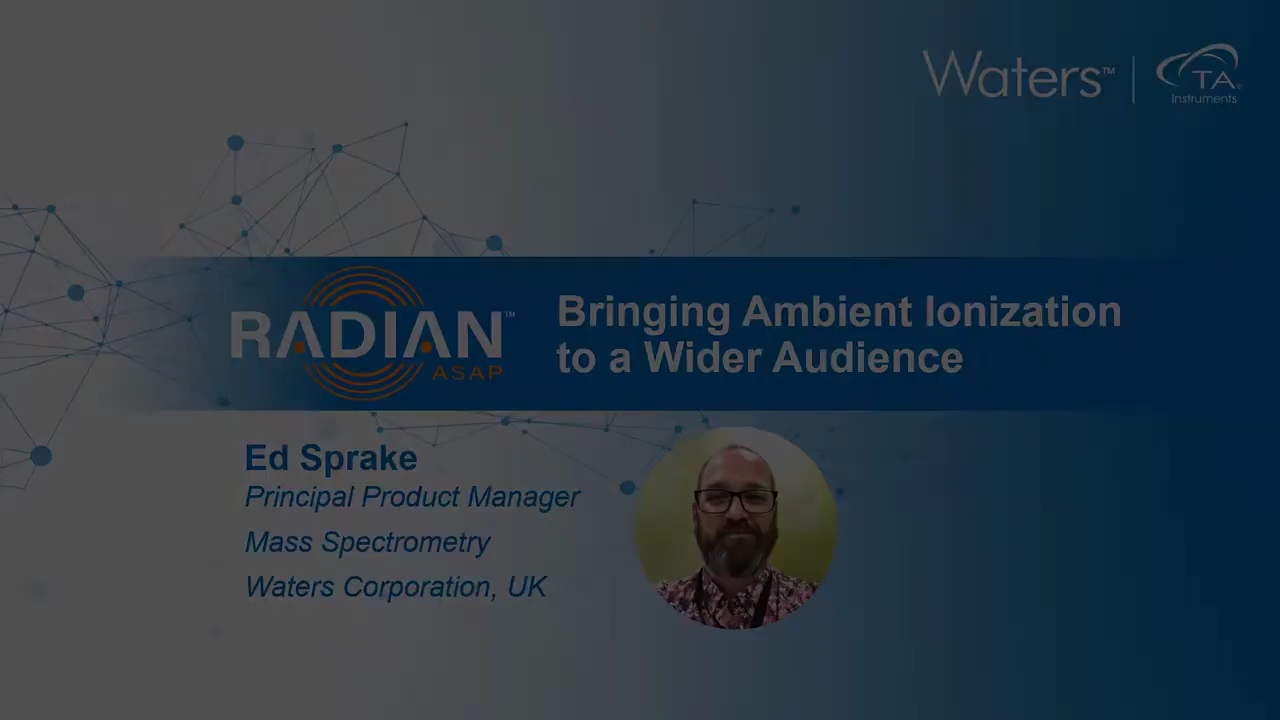 Waters™
TA®
Instruments
RADIAN™
ASAP
Bringing Ambient Ionization
to a Wider Audience
Ed Sprake
Principal Product Manager
Mass Spectrometry
Waters Corporation, UK